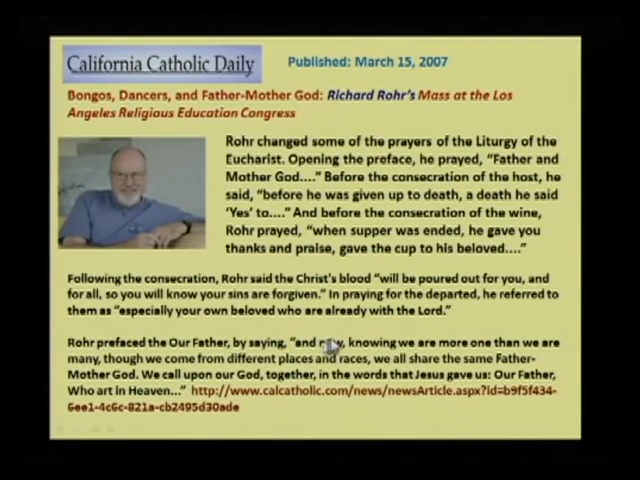 California Catholic Daily
Published: March 15, 2007
Bongos, Dancers, and Father-Mother God: Richard Rohr's Mass at the Los
Angeles Religious Education Congress
Rohr changed some of the prayers of the Liturgy of the
Eucharist. Opening the preface, he prayed, "Father and
Mother God...." Before the consecration of the host, he
said, "before he was given up to death, a death he said
'Yes' to...." And before the consecration of the wine,
Rohr prayed, "when supper was ended, he gave you
thanks and praise, gave the cup to his beloved...."
Following the consecration, Rohr said the Christ's blood "will be poured out for you, and
for all, so you will know your sins are forgiven." In praying for the departed, he referred to
them as "especially your own beloved who are already with the Lord."
Rohr prefaced the Our Father, by saying, "and now, knowing we are more one than we are
many, though we come from different places and races, we all share the same Father-
Mother God. We call upon our God, together, in the words that Jesus gave us: Our Father,
Who art in Heaven..." http://www.calcatholic.com/news/newsArticle.aspx?id=b9f5f434-
6ee1-4c6c-821a-cb2495d30ade